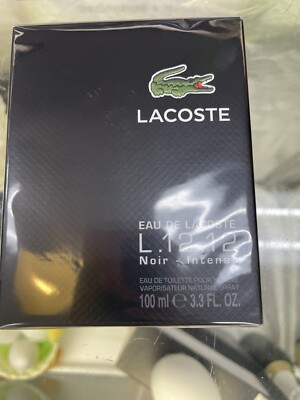 LACOSTE
EAU DE LACOSTE
L.12.12
Noir - Intense
EAU DE TOILETTE POUR
VAPORISATEUR NATURAL SPRAY
100 ml ℮ 3.3 FL. OZ.